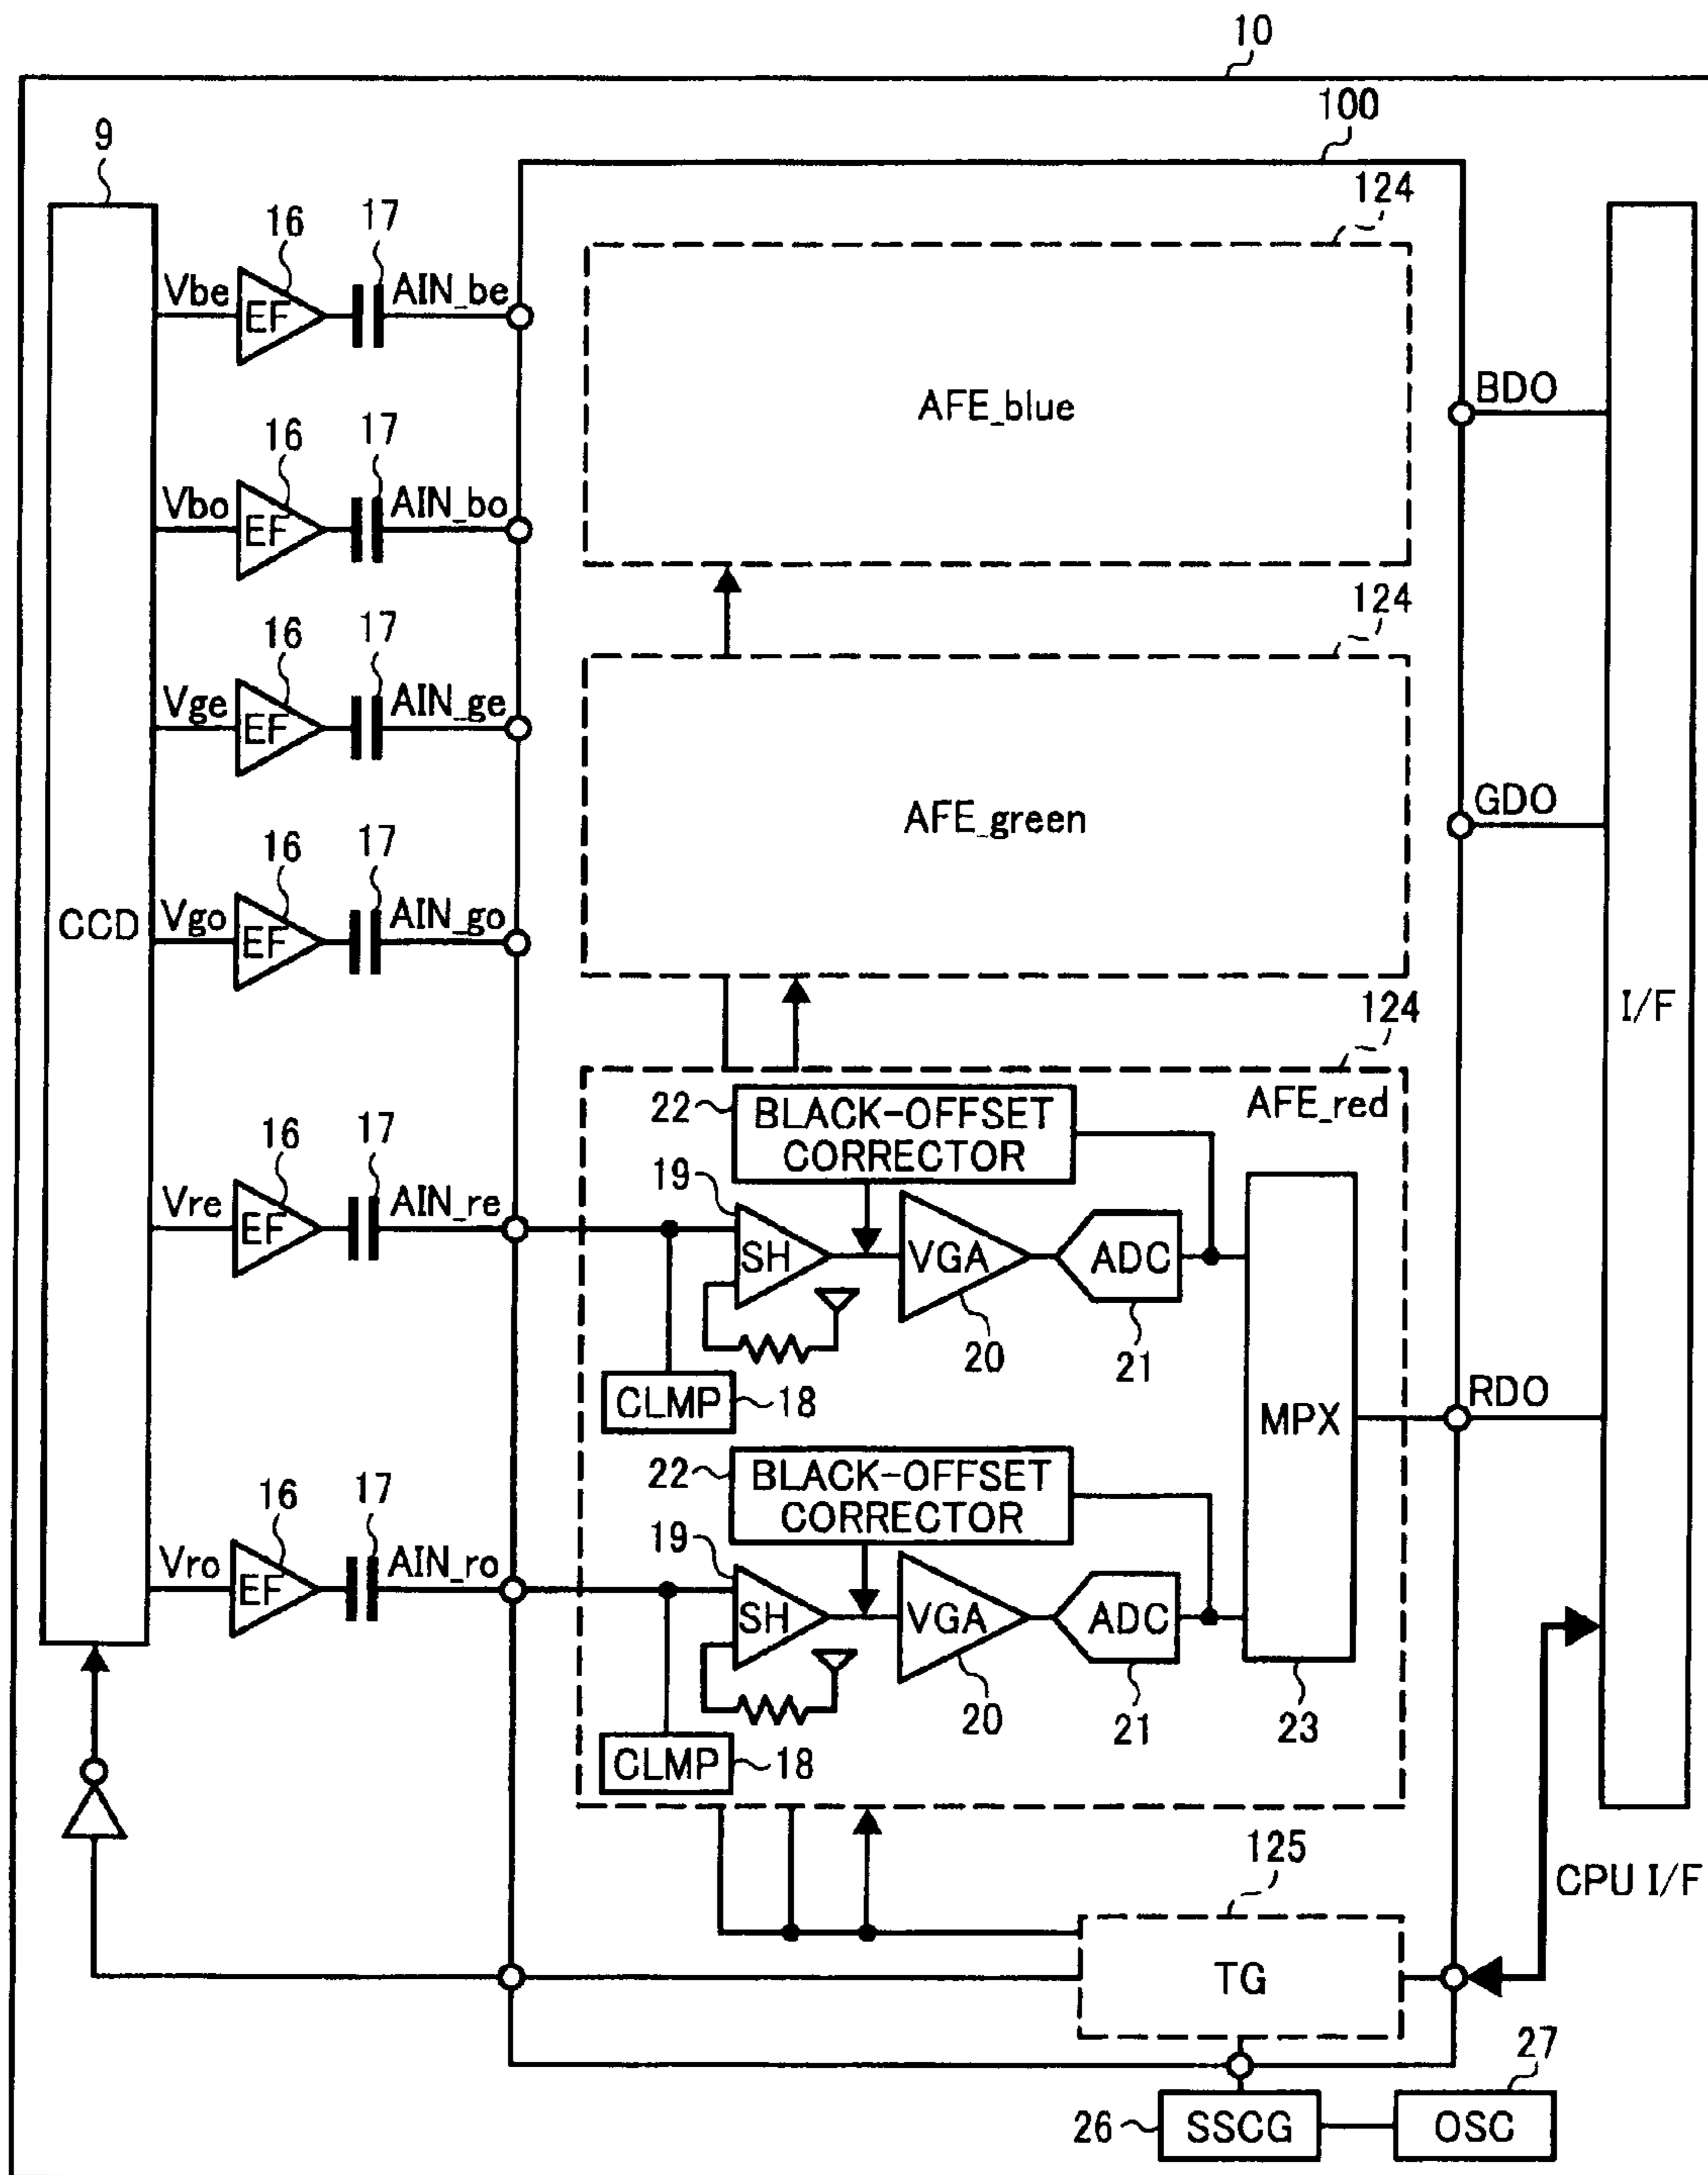 10
100
9
124
16 17
Vbe EF AIN_be
BDO
AFE_blue
16 17
Vbo EF AIN_bo
124
16 17
Vge EF AIN_ge
GDO
AFE_green
16 17
CCD Vgo EF AIN_go
I/F
124
AFE_red
22 BLACK-OFFSET
CORRECTOR
16 17
19
Vre EF AIN_re
SH VGA ADC
20 21
CLMP 18
MPX
RDO
22 BLACK-OFFSET
CORRECTOR
16 17
19
Vro EF AIN_ro
SH VGA ADC
20 21 23
CLMP 18
125
CPU I/F
TG
27
26 SSCG OSC